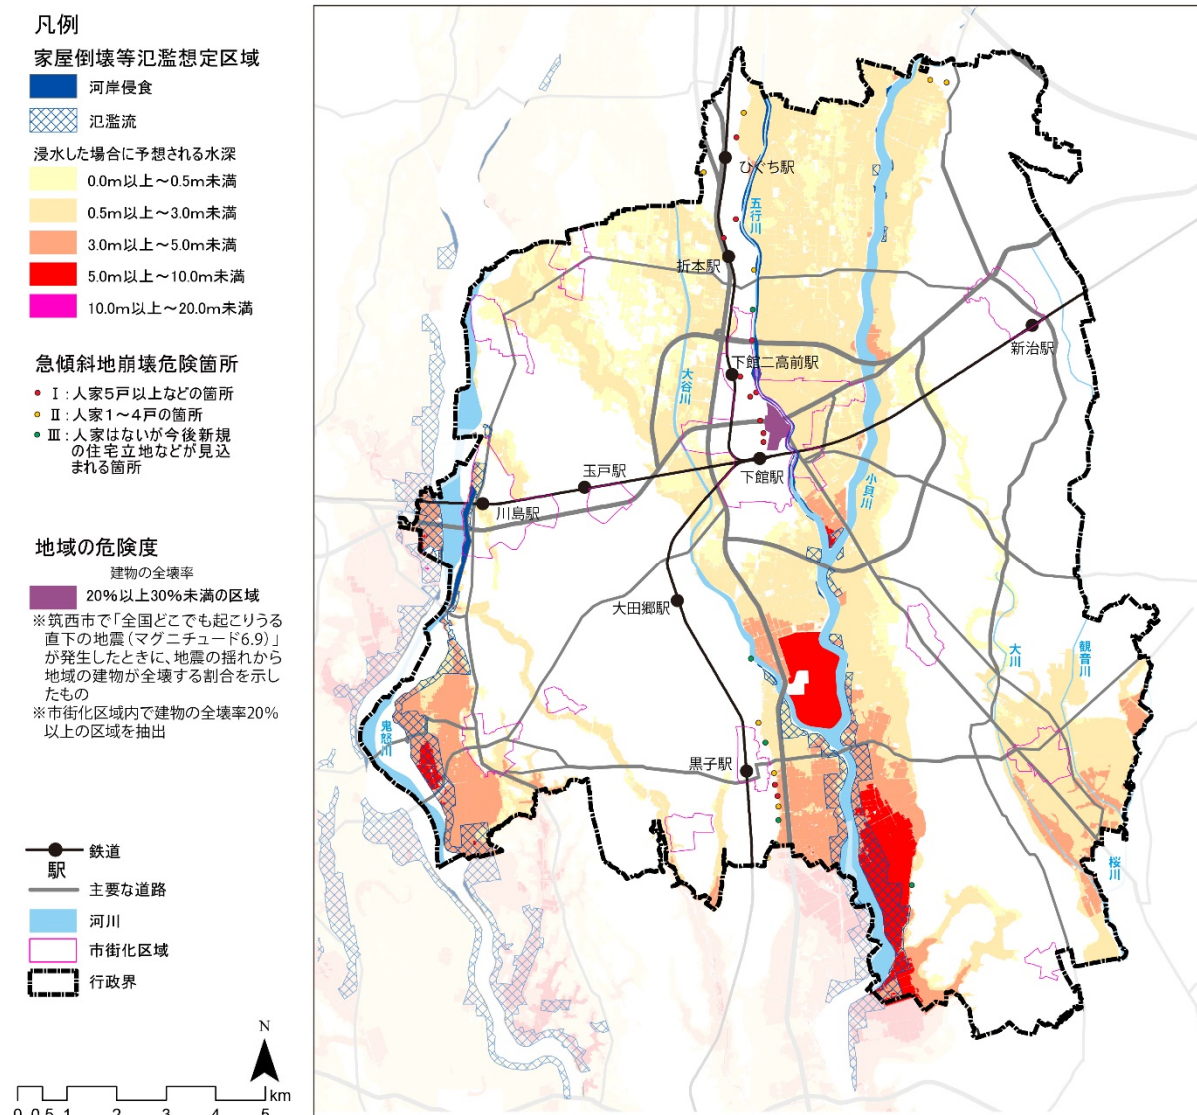 凡例
家屋倒壊等氾濫想定区域
河岸侵食
氾濫流
浸水した場合に予想される水深
0.0m以上～0.5m未満
0.5m以上～3.0m未満
3.0m以上～5.0m未満
5.0m以上～10.0m未満
10.0m以上～20.0m未満
急傾斜地崩壊危険箇所
Ⅰ：人家5戸以上などの箇所
Ⅱ：人家1～4戸の箇所
Ⅲ：人家はないが今後新規
の住宅立地などが見込
まれる箇所
地域の危険度
建物の全壊率
20%以上30%未満の区域
※筑西市で「全国どこでも起こりうる
直下の地震（マグニチュード6.9）」
が発生したときに、地震の揺れから
地域の建物が全壊する割合を示し
たもの
※市街化区域内で建物の全壊率20%
以上の区域を抽出
鉄道
駅
主要な道路
河川
市街化区域
行政界
N
km
0 0.5 1 2 3 4 5
ひぐち駅
五行川
折本駅
新治駅
下館二高前駅
大谷川
下館駅
小貝川
玉戸駅
川島駅
大田郷駅
大川
観音川
鬼怒川
黒子駅
桜川